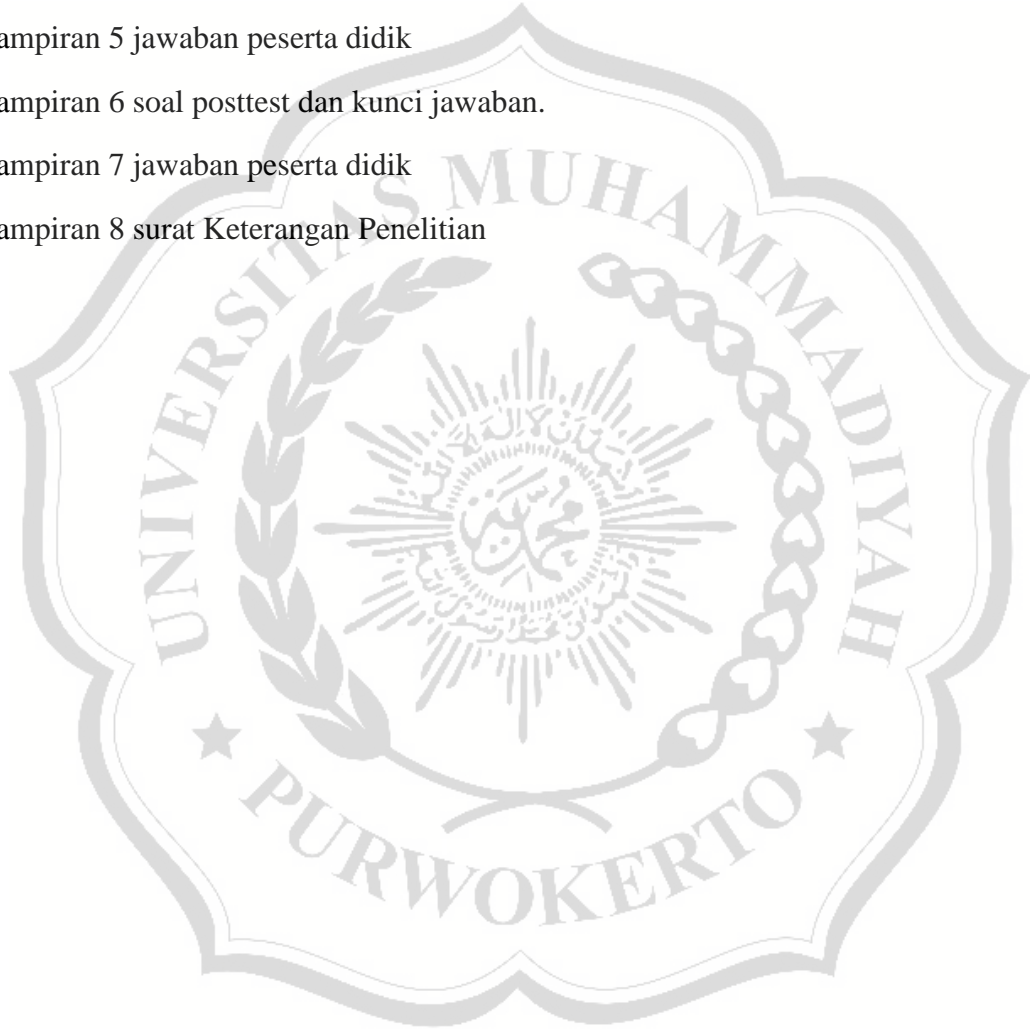 ampiran 5 jawaban peserta didik
ampiran 6 soal posttest dan kunci jawaban.
ampiran 7 jawaban peserta didik
ampiran 8 surat Keterangan Penelitian
UNIVERSITAS MUHAMMADIYAH
PURWOKERTO